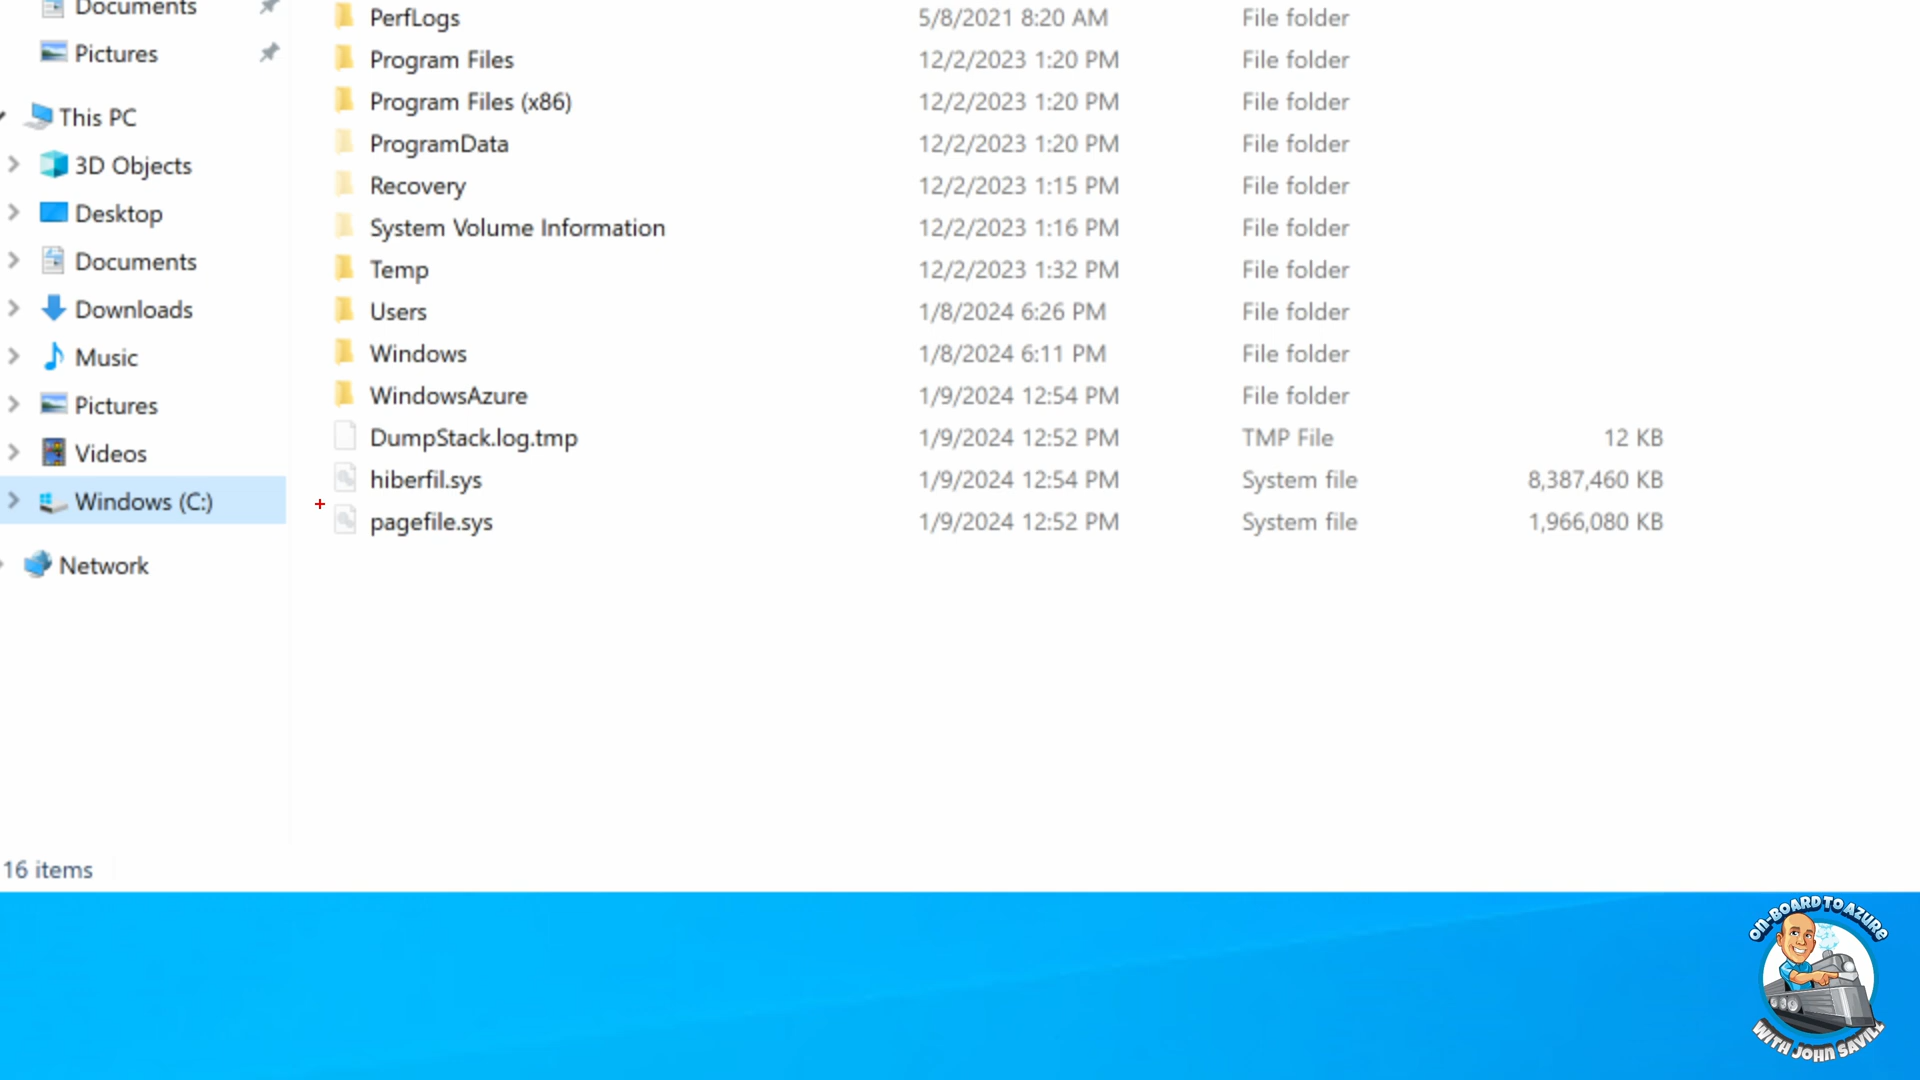 Documents
Pictures
This PC
3D Objects
Desktop
Documents
Downloads
Music
Pictures
Videos
Windows (C:)
Network
PerfLogs 5/8/2021 8:20 AM File folder
Program Files 12/2/2023 1:20 PM File folder
Program Files (x86) 12/2/2023 1:20 PM File folder
ProgramData 12/2/2023 1:20 PM File folder
Recovery 12/2/2023 1:15 PM File folder
System Volume Information 12/2/2023 1:16 PM File folder
Temp 12/2/2023 1:32 PM File folder
Users 1/8/2024 6:26 PM File folder
Windows 1/8/2024 6:11 PM File folder
WindowsAzure 1/9/2024 12:54 PM File folder
DumpStack.log.tmp 1/9/2024 12:52 PM TMP File 12 KB
hiberfil.sys 1/9/2024 12:54 PM System file 8,387,460 KB
pagefile.sys 1/9/2024 12:52 PM System file 1,966,080 KB
16 items
ON-BOARD TO AZURE
WITH JOHN SAVILL